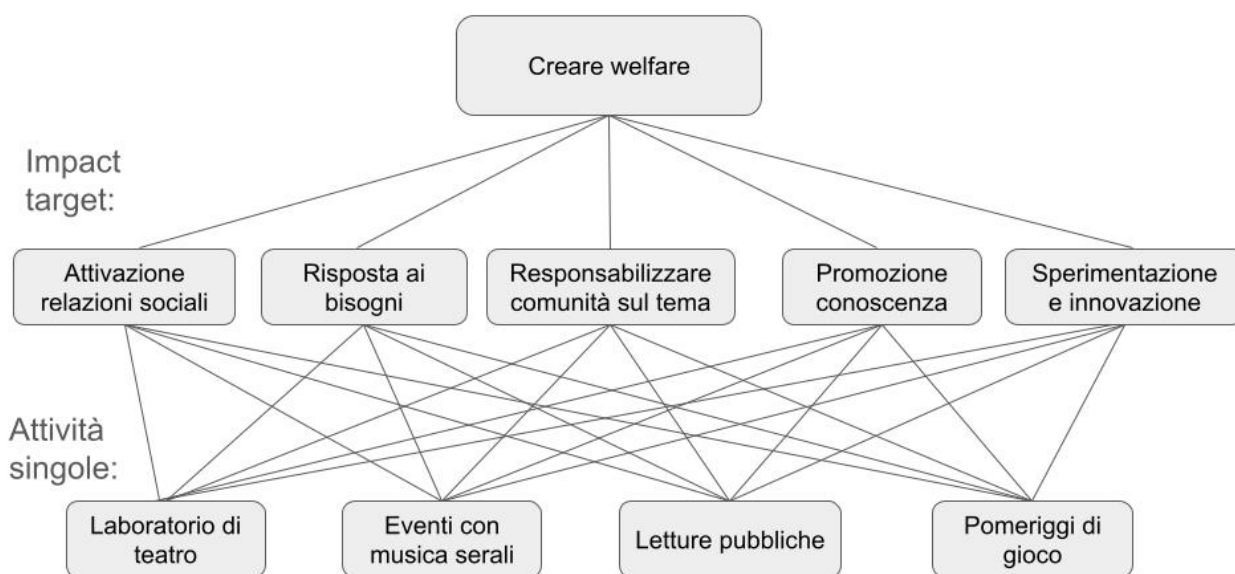 Creare welfare
Impact
target:
Attivazione
relazioni sociali
Risposta ai
bisogni
Responsabilizzare
comunità sul tema
Promozione
conoscenza
Sperimentazione
e innovazione
Attività
singole:
Laboratorio di
teatro
Eventi con
musica serali
Letture pubbliche
Pomeriggi di
gioco